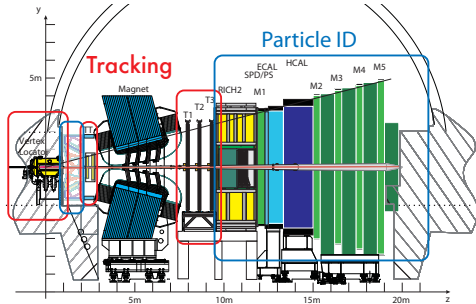 y
Particle ID
Tracking
HCAL
ECAL
SPD/PS
M5
M4
M3
M2
5m
Magnet
RICH2
M1
T3
T2
T1
TT
Vertex
Locator
5m
10m
15m
20m
z